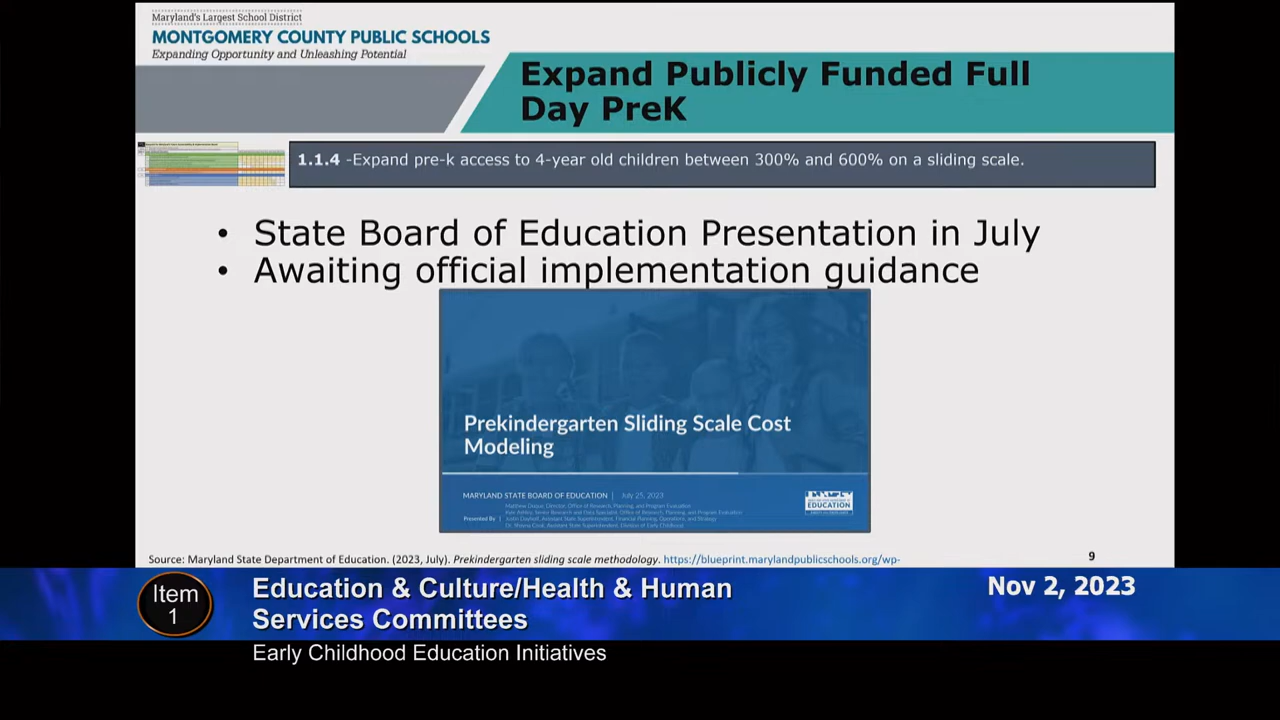 Maryland's Largest School District
MONTGOMERY COUNTY PUBLIC SCHOOLS
Expanding Opportunity and Unleashing Potential
Expand Publicly Funded Full
Day PreK
1.1.4 -Expand pre-k access to 4-year old children between 300% and 600% on a sliding scale.
• State Board of Education Presentation in July
• Awaiting official implementation guidance
Prekindergarten Sliding Scale Cost
Modeling
MARYLAND STATE BOARD OF EDUCATION | July 25, 2023
Presented By
EDUCATION
Source: Maryland State Department of Education. (2023, July). Prekindergarten sliding scale methodology. https://blueprint.marylandpublicschools.org/wp-
9
Item
1
Education & Culture/Health & Human
Services Committees
Nov 2, 2023
Early Childhood Education Initiatives